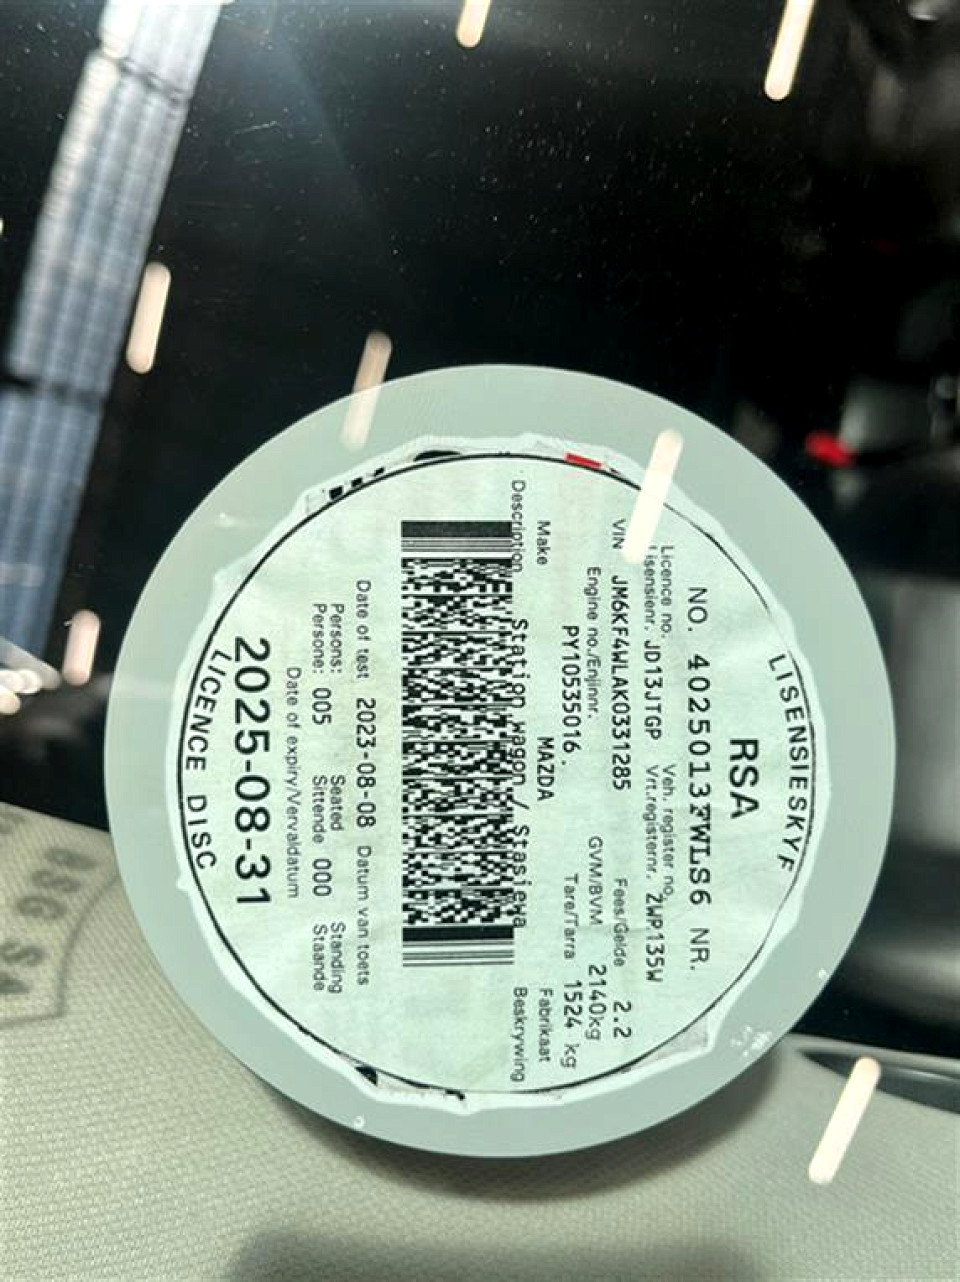 LISENSIESKYF
RSA
NO. 4025013FWLS6 NR.
Licence no. Veh. register no.
Lisensienr. JD13JTGP Vrt.registernr. ZWP135W
VIN JM6KF4WLAK0331285 Fees/Gelde 2.2
Engine no./Enjinnr. GVM/BVM 2140kg
PY10535016. Tare/Tarra 1524 kg
Make MAZDA Fabrikaat
Description Station wagon / Stasiewa Beskrywing
Date of test 2023-08-08 Datum van toets
Persons: Seated Standing
Persone: 005 Sittende 000 Staande
Date of expiry/Vervaldatum
2025-08-31
LICENCE DISC